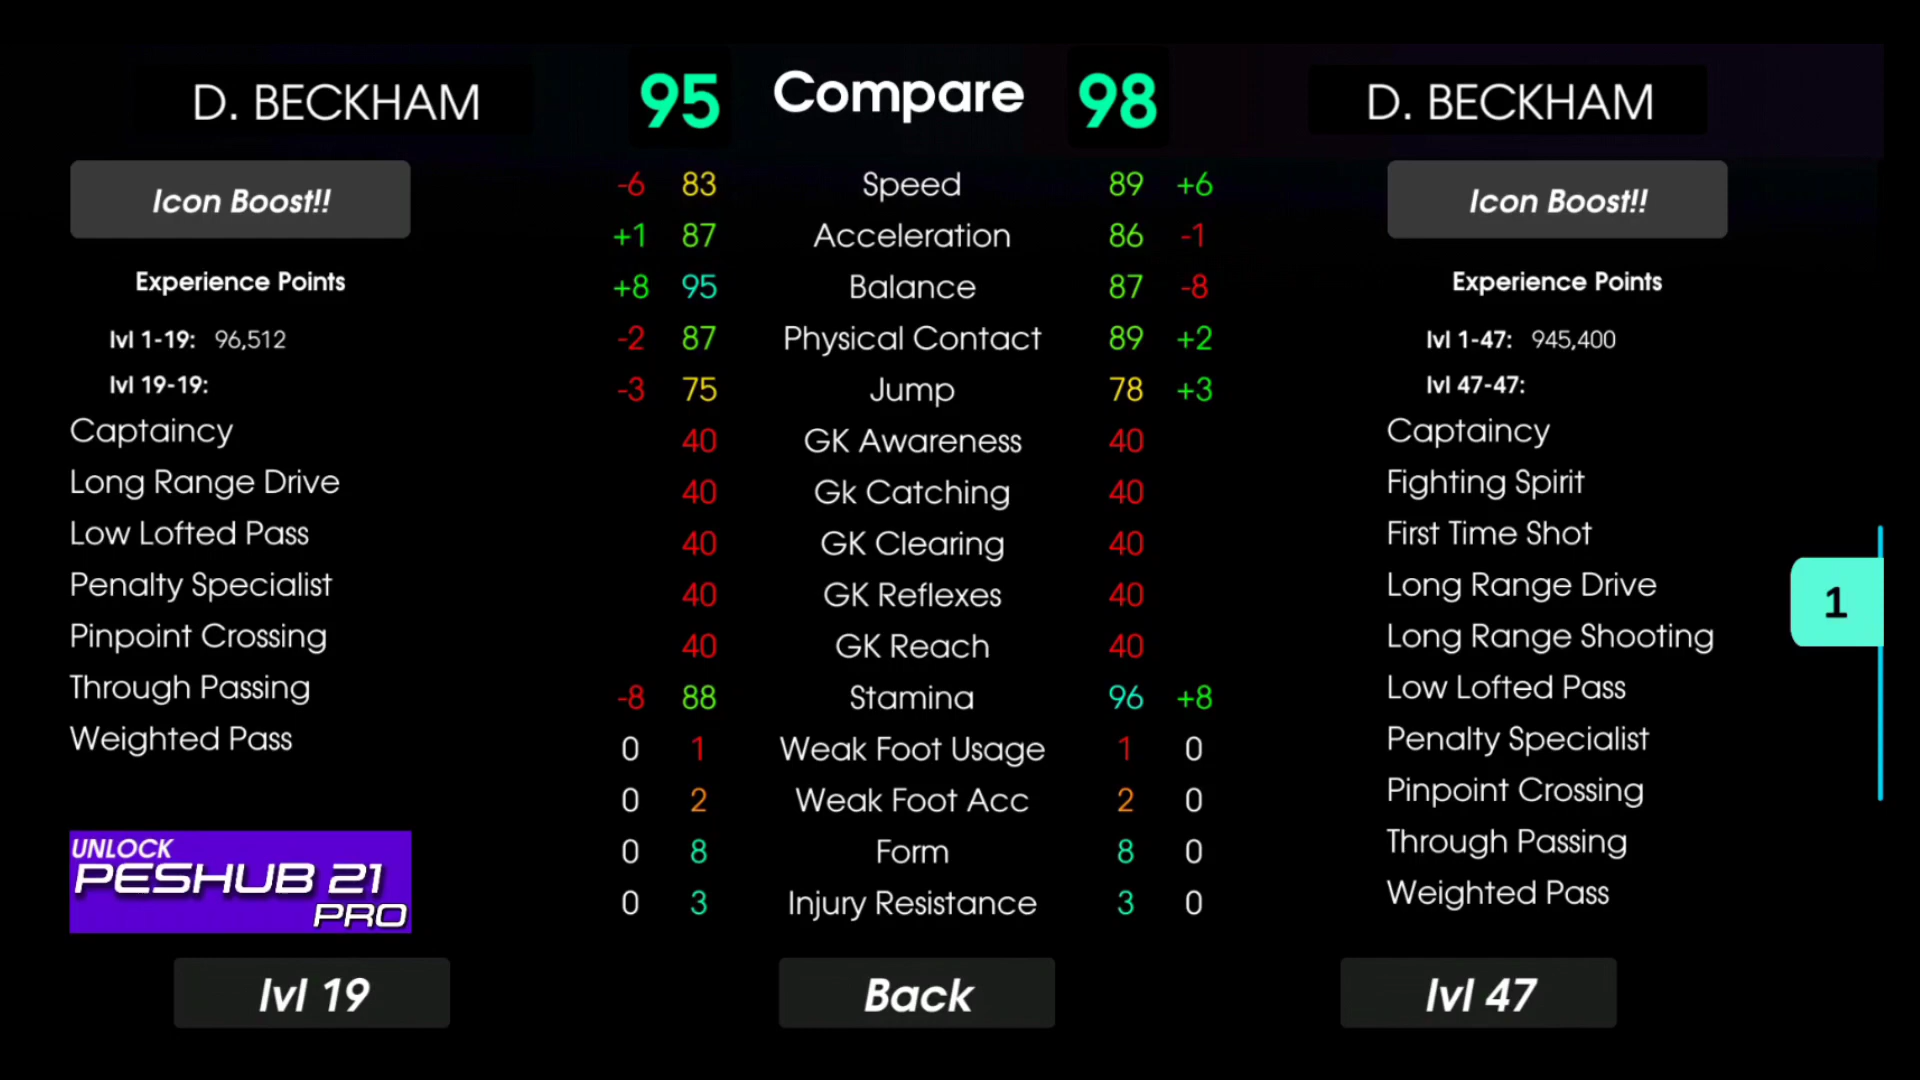 D. BECKHAM 95 Compare 98 D. BECKHAM
Icon Boost!!
Experience Points
lvl 1-19: 96,512
lvl 19-19:
Captaincy
Long Range Drive
Low Lofted Pass
Penalty Specialist
Pinpoint Crossing
Through Passing
Weighted Pass
UNLOCK
PESHUB 21
PRO
lvl 19
-6 83 Speed 89 +6
+1 87 Acceleration 86 -1
+8 95 Balance 87 -8
-2 87 Physical Contact 89 +2
-3 75 Jump 78 +3
40 GK Awareness 40
40 Gk Catching 40
40 GK Clearing 40
40 GK Reflexes 40
40 GK Reach 40
-8 88 Stamina 96 +8
0 1 Weak Foot Usage 1 0
0 2 Weak Foot Acc 2 0
0 8 Form 8 0
0 3 Injury Resistance 3 0
Back
Icon Boost!!
Experience Points
lvl 1-47: 945,400
lvl 47-47:
Captaincy
Fighting Spirit
First Time Shot
Long Range Drive
Long Range Shooting
Low Lofted Pass
Penalty Specialist
Pinpoint Crossing
Through Passing
Weighted Pass
1
lvl 47